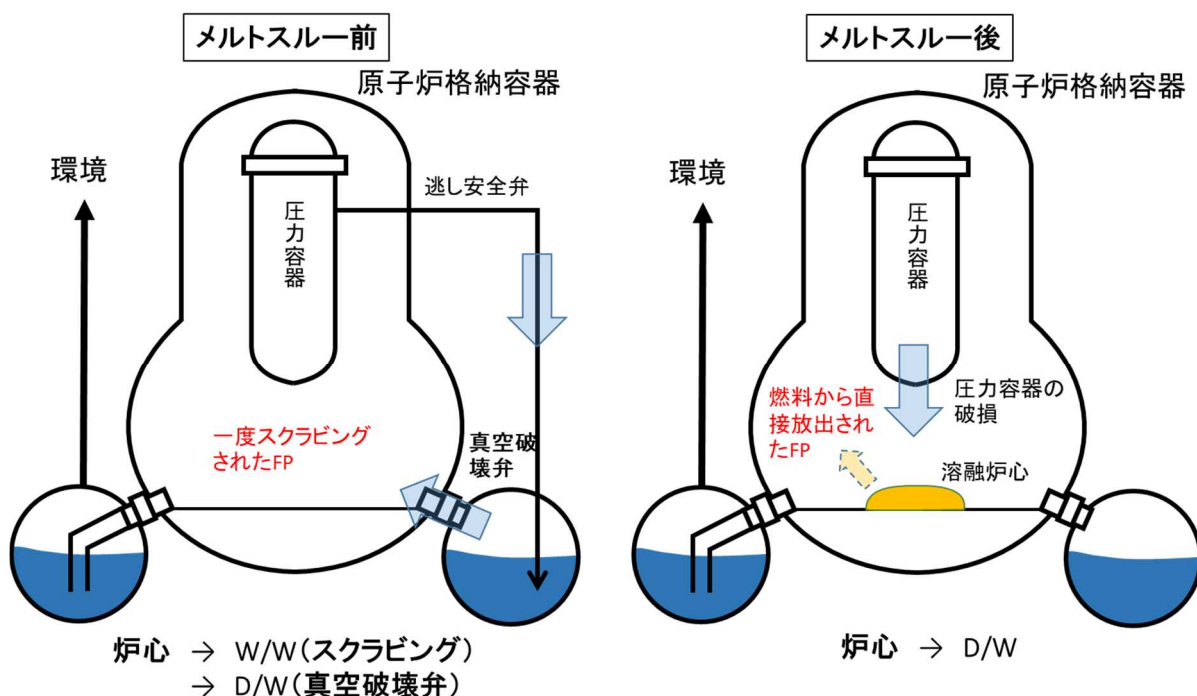 メルトスルー前
原子炉格納容器
環境
逃し安全弁
圧力容器
一度スクラビング
されたFP
真空破
壊弁
炉心 → W/W(スクラビング)
→ D/W(真空破壊弁)
メルトスルー後
原子炉格納容器
環境
圧力容器
圧力容器の
破損
燃料から直
接放出され
たFP
溶融炉心
炉心 → D/W